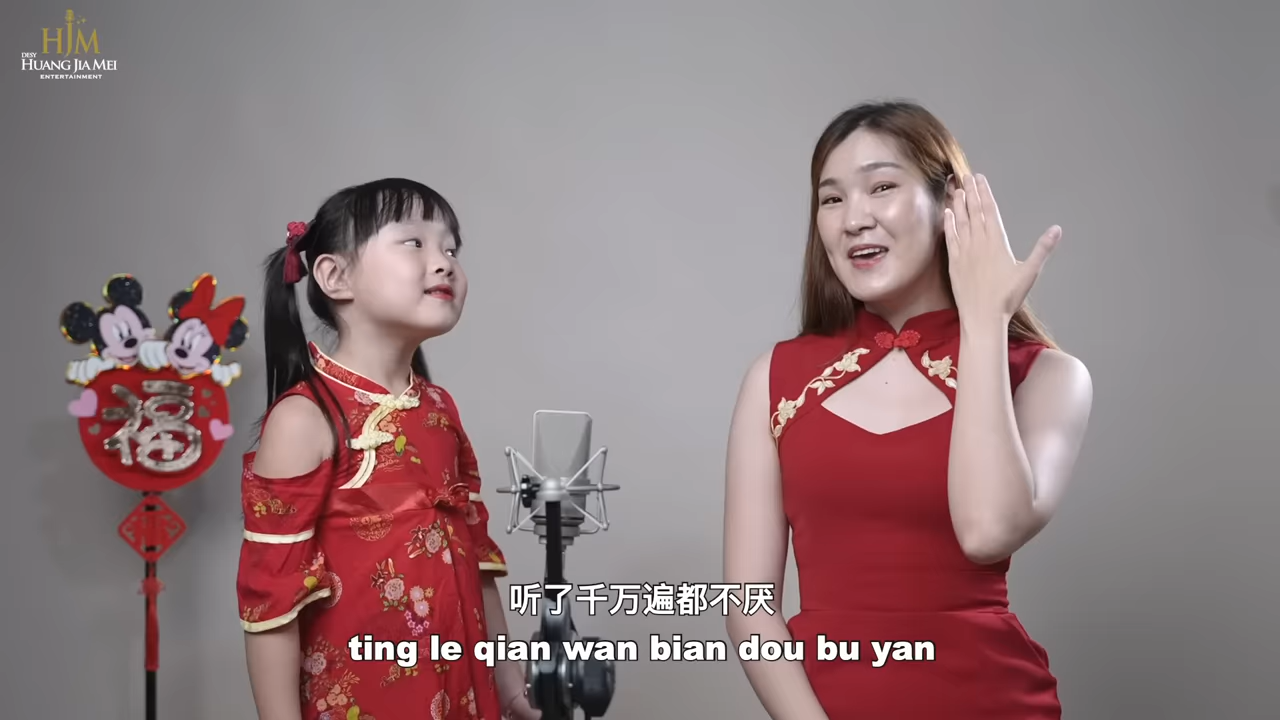 HJM
DESY
HUANG JIA MEI
ENTERTAINMENT
福
听了千万遍都不厌
ting le qian wan bian dou bu yan